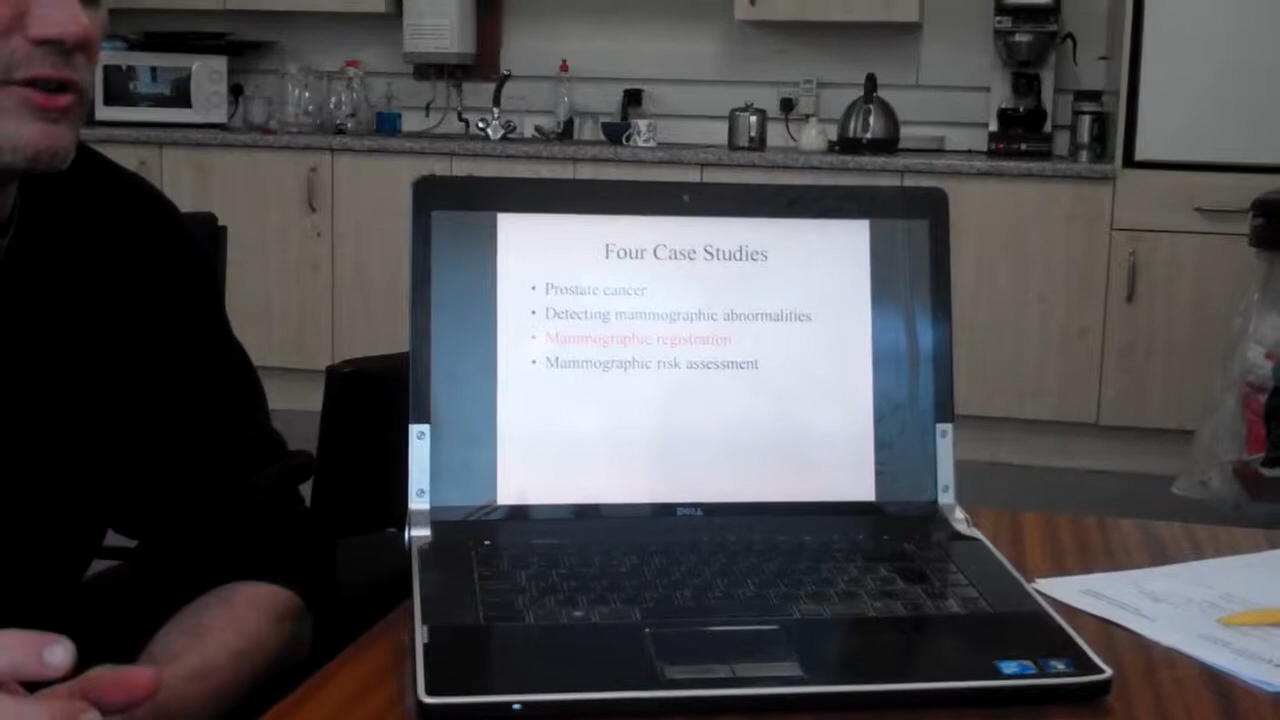 Four Case Studies
• Prostate cancer
• Detecting mammographic abnormalities
• Mammographic registration
• Mammographic risk assessment
DELL